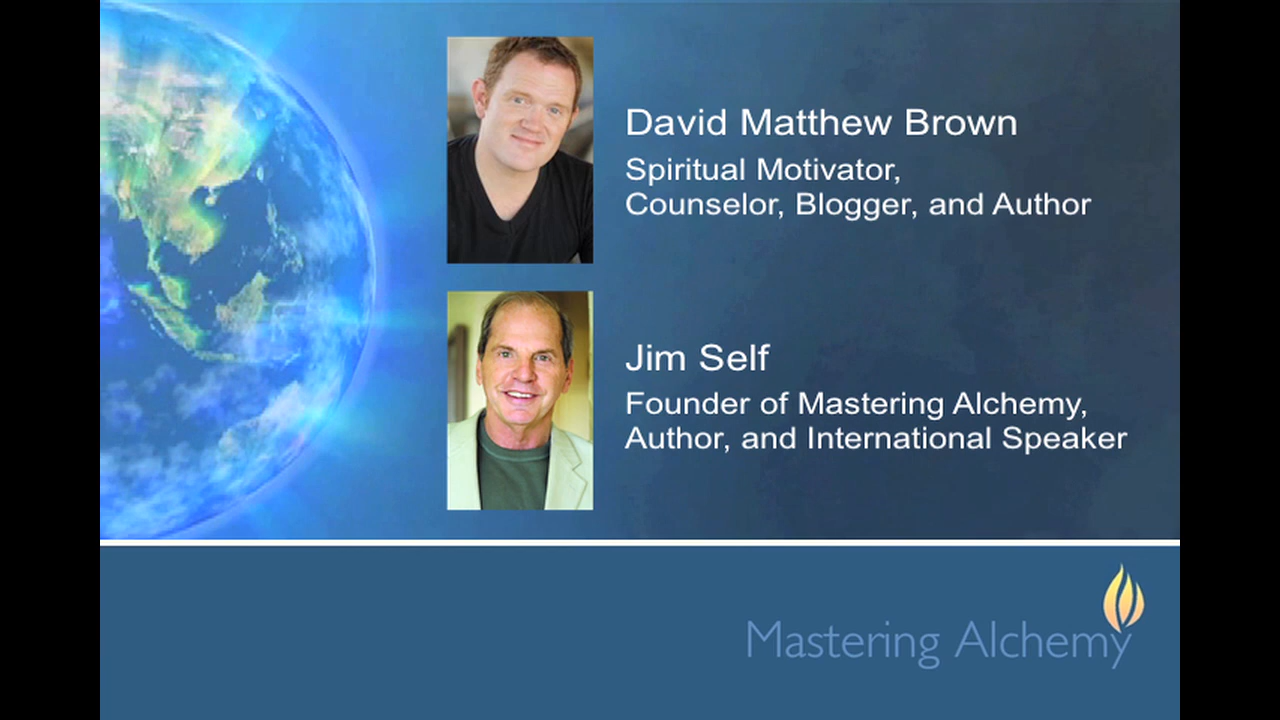 David Matthew Brown
Spiritual Motivator,
Counselor, Blogger, and Author
Jim Self
Founder of Mastering Alchemy,
Author, and International Speaker
Mastering Alchemy